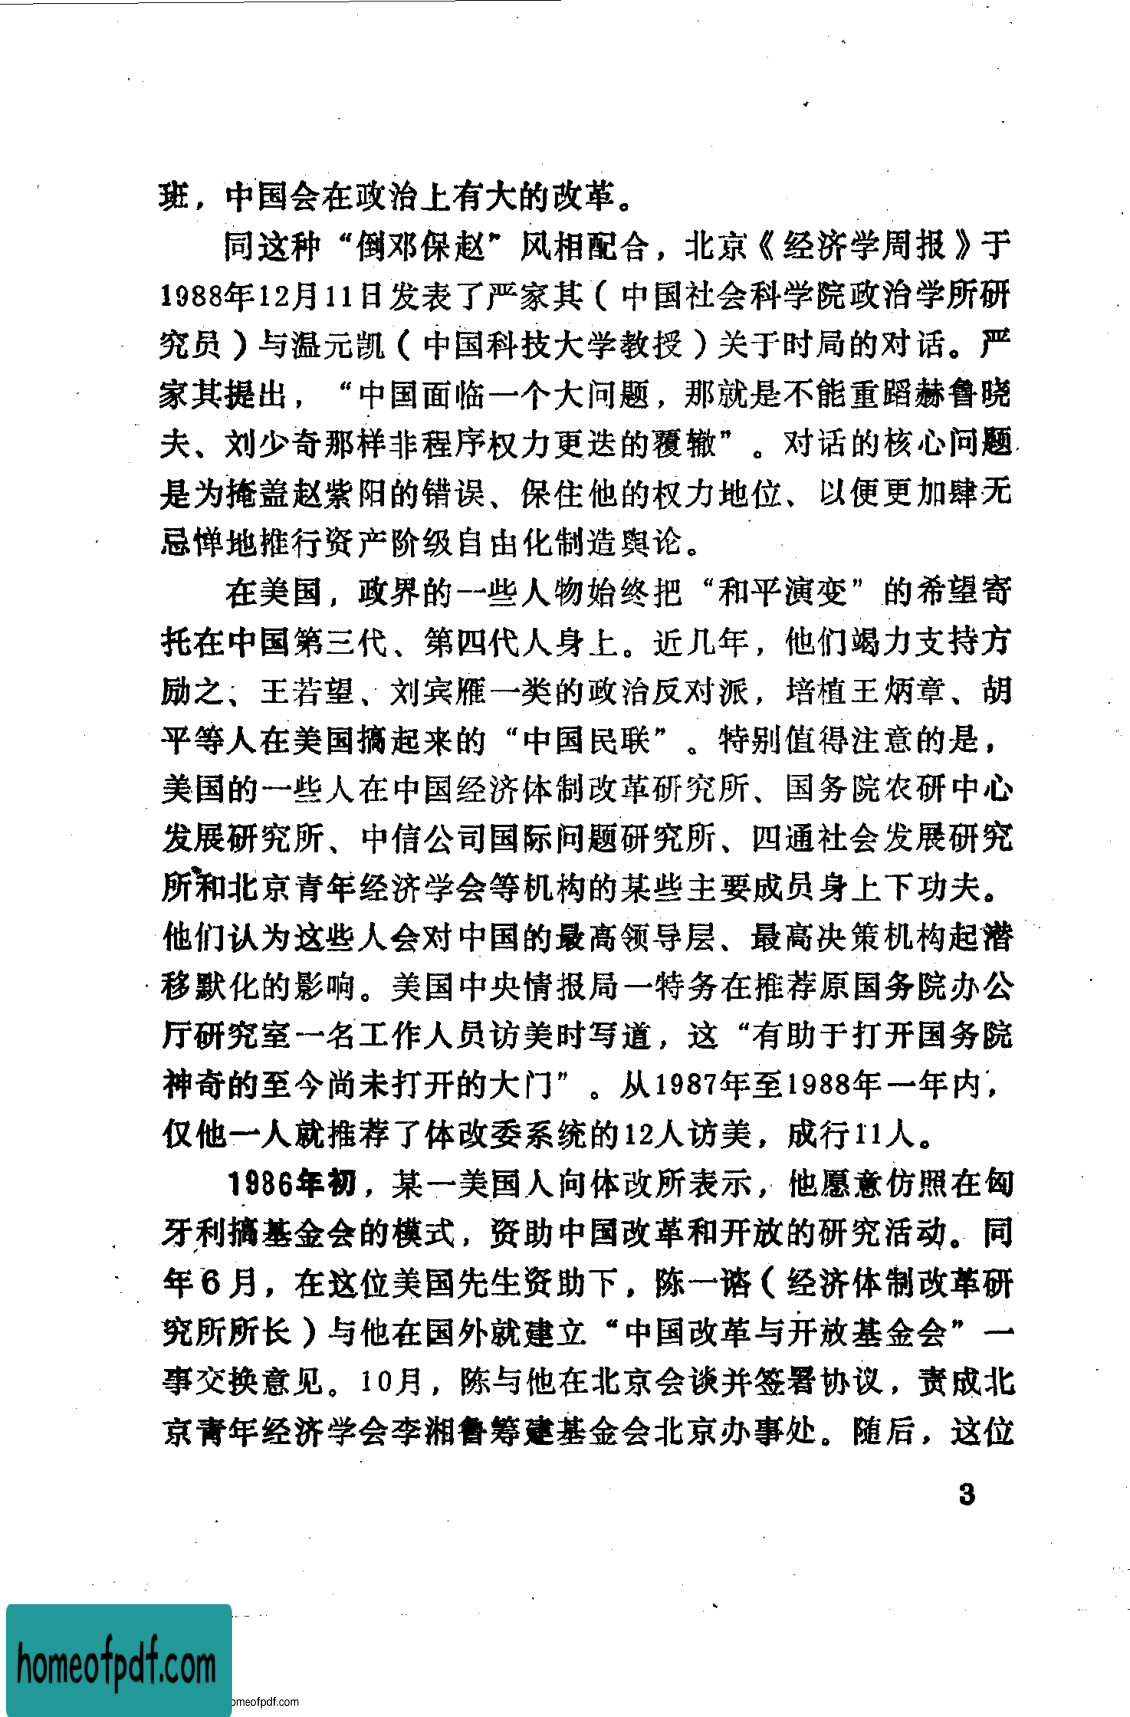 班，中国会在政治上有大的改革。
同这种“倒邓保赵”风相配合，北京《经济学周报》于
1988年12月11日发表了严家其（中国社会科学院政治学所研
究员）与温元凯（中国科技大学教授）关于时局的对话。严
家其提出，“中国面临一个大问题，那就是不能重蹈赫鲁晓
夫、刘少奇那样非程序权力更迭的覆辙”。对话的核心问题
是为掩盖赵紫阳的错误、保住他的权力地位、以便更加肆无
忌惮地推行资产阶级自由化制造舆论。
在美国，政界的一些人物始终把“和平演变”的希望寄
托在中国第三代、第四代人身上。近几年，他们竭力支持方
励之、王若望、刘宾雁一类的政治反对派，培植王炳章、胡
平等人在美国搞起来的“中国民联”。特别值得注意的是，
美国的一些人在中国经济体制改革研究所、国务院农研中心
发展研究所、中信公司国际问题研究所、四通社会发展研究
所和北京青年经济学会等机构的某些主要成员身上下功夫。
他们认为这些人会对中国的最高领导层、最高决策机构起潜
移默化的影响。美国中央情报局一特务在推荐原国务院办公
厅研究室一名工作人员访美时写道，这“有助于打开国务院
神奇的至今尚未打开的大门”。从1987年至1988年一年内，
仅他一人就推荐了体改委系统的12人访美，成行11人。
1986年初，某一美国人向体改所表示，他愿意仿照在匈
牙利搞基金会的模式，资助中国改革和开放的研究活动。同
年6月，在这位美国先生资助下，陈一谘（经济体制改革研
究所所长）与他在国外就建立“中国改革与开放基金会”一
事交换意见。10月，陈与他在北京会谈并签署协议，责成北
京青年经济学会李湘鲁筹建基金会北京办事处。随后，这位
3
homeofpdf.com
omeofpdf.com